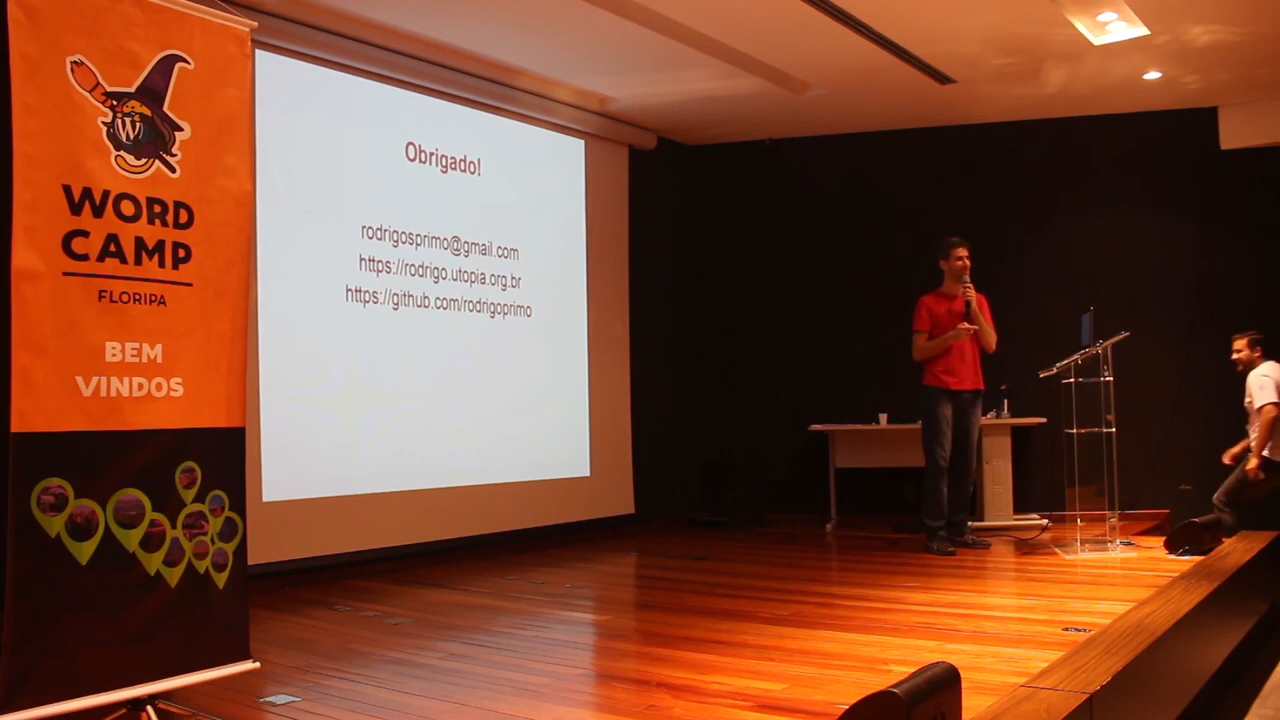 WORD
CAMP
FLORIPA
BEM
VINDOS
Obrigado!
rodrigosprimo@gmail.com
https://rodrigo.utopia.org.br
https://github.com/rodrigoprimo